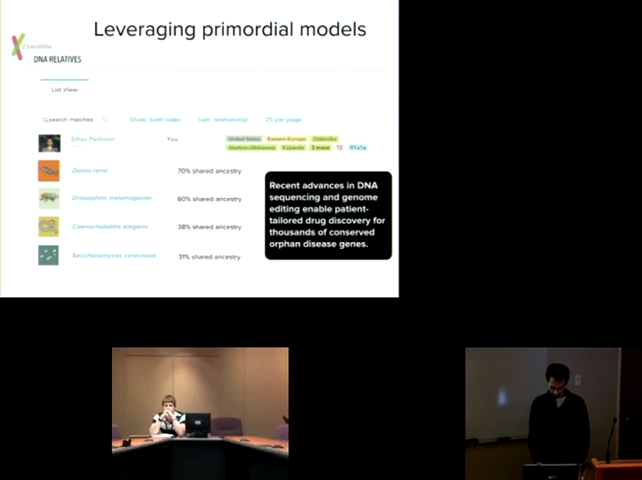 Leveraging primordial models
23andMe
DNA RELATIVES
List View
search matches
Show: both sides
Sort: relationship
25 per page
Ethan Perlstein
You
United States
Eastern Europe
70% shared ancestry
3 more
Danio rerio
Drosophila melanogaster
60% shared ancestry
Caenorhabditis elegans
38% shared ancestry
Saccharomyces cerevisiae
31% shared ancestry
Recent advances in DNA
sequencing and genome
editing enable patient-
tailored drug discovery for
thousands of conserved
orphan disease genes.